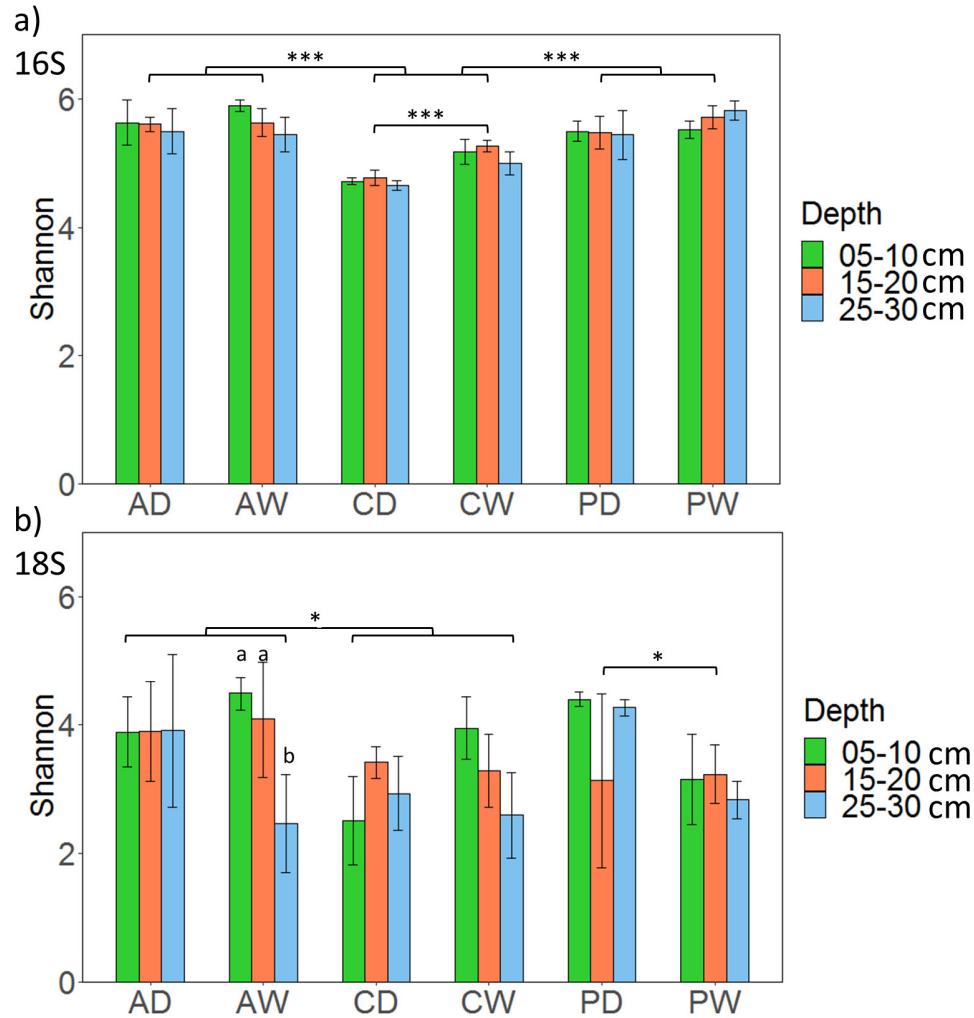 a)
16S
***
***
***
6
4
2
0
Shannon
AD AW CD CW PD PW
Depth
05-10 cm
15-20 cm
25-30 cm
b)
18S
*
*
a a
b
6
4
2
0
Shannon
AD AW CD CW PD PW
Depth
05-10 cm
15-20 cm
25-30 cm